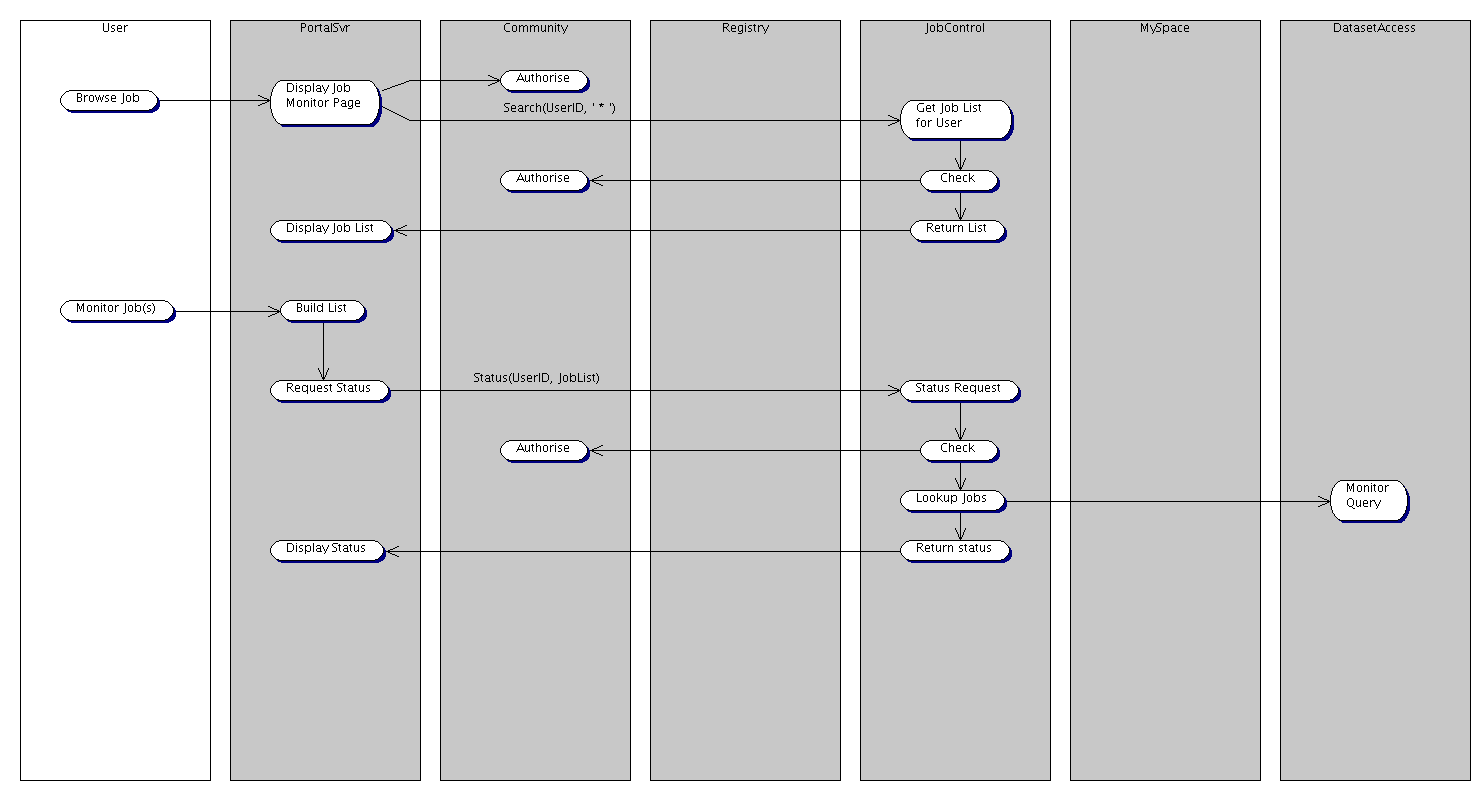 User
PortalSvr
Community
Registry
JobControl
MySpace
DatasetAccess
Browse Job
Display Job
Monitor Page
Authorise
Search(UserID, ' * ')
Get Job List
for User
Authorise
Check
Display Job List
Return List
Monitor Job(s)
Build List
Request Status
Status(UserID, JobList)
Status Request
Authorise
Check
Lookup Jobs
Monitor
Query
Display Status
Return status